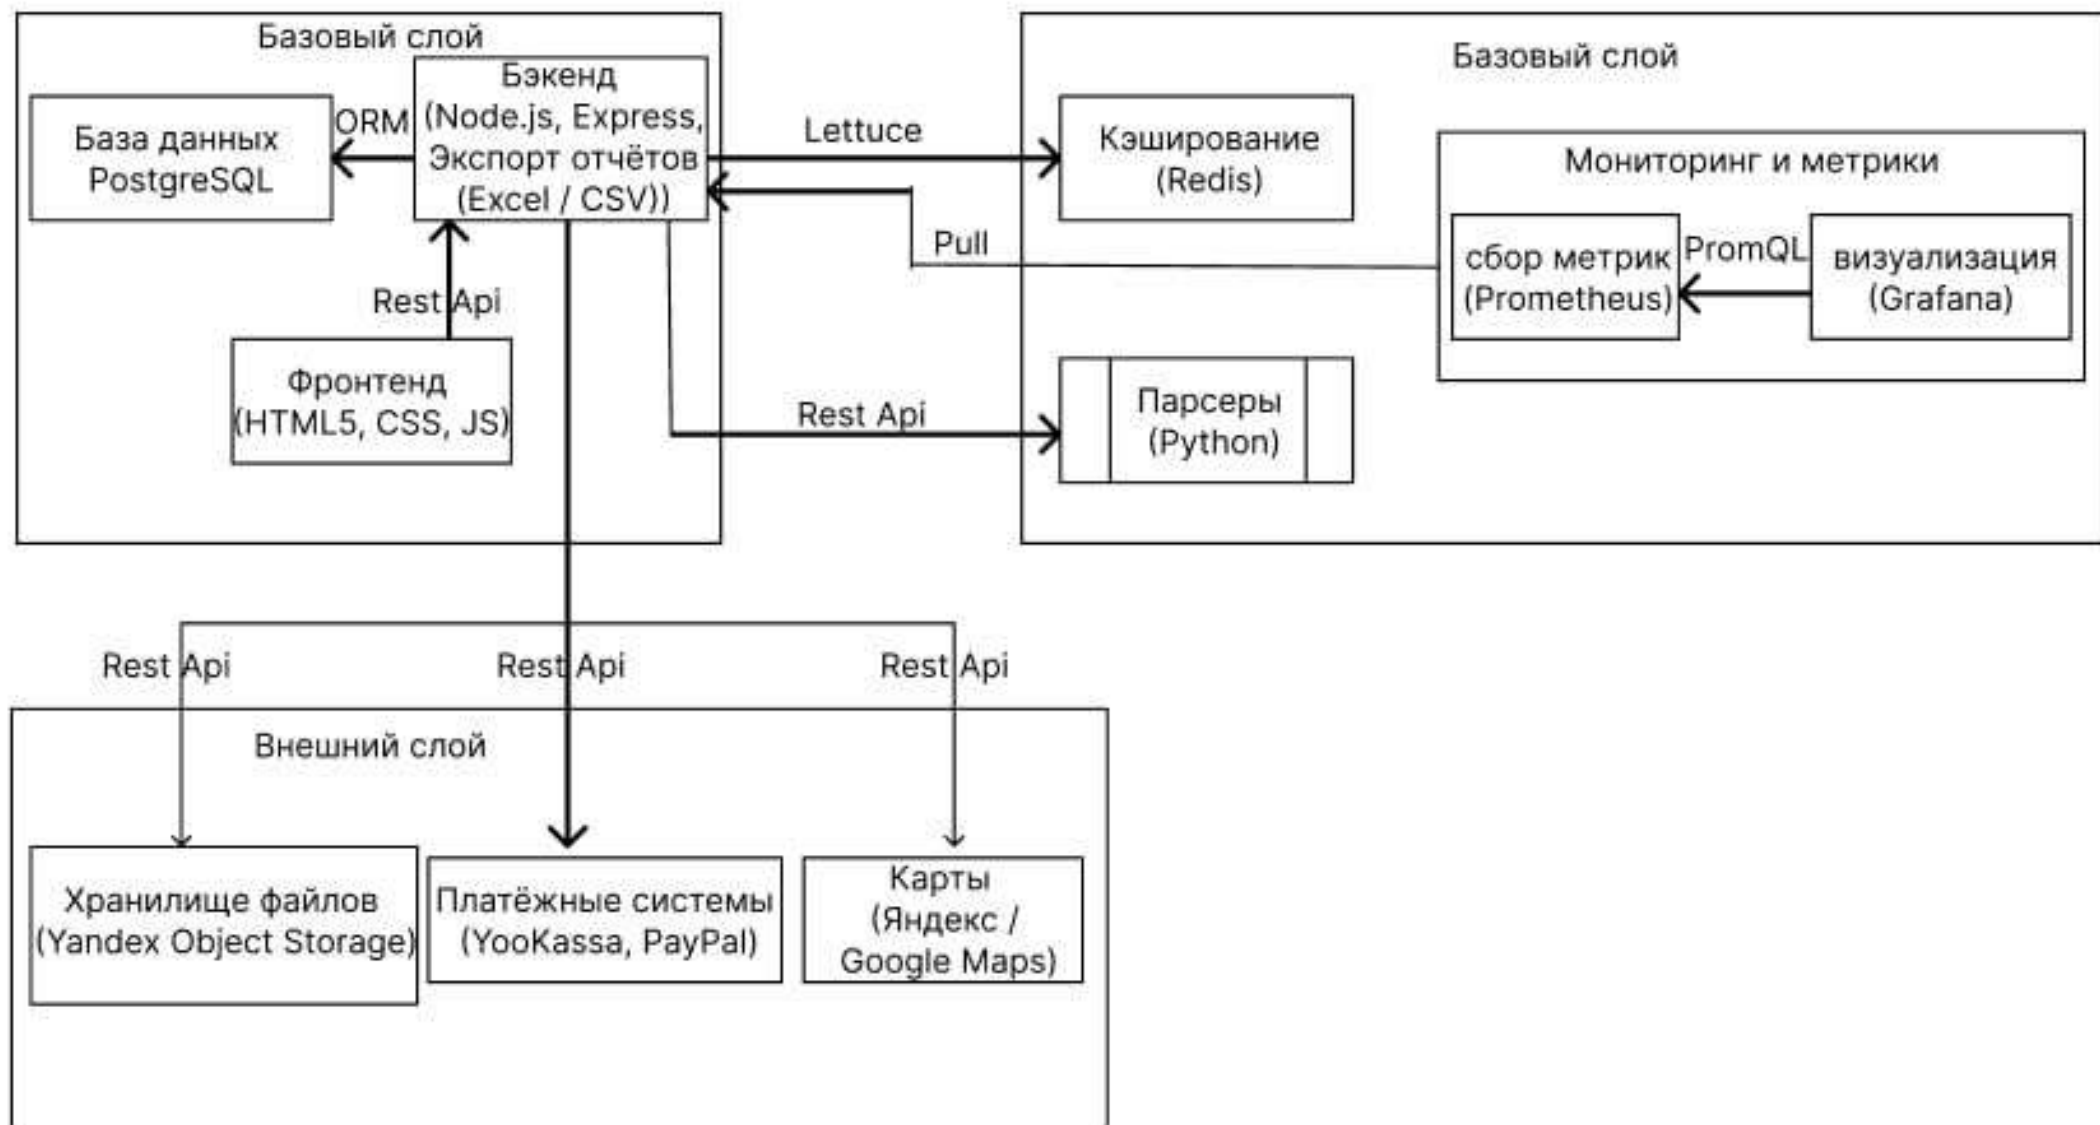 Базовый слой
База данных
PostgreSQL
ORM
Бэкенд
(Node.js, Express,
Экспорт отчётов
(Excel / CSV))
Rest Api
Фронтенд
(HTML5, CSS, JS)
Lettuce
Pull
Rest Api
Базовый слой
Кэширование
(Redis)
Мониторинг и метрики
сбор метрик
(Prometheus)
PromQL
визуализация
(Grafana)
Парсеры
(Python)
Rest Api
Rest Api
Rest Api
Внешний слой
Хранилище файлов
(Yandex Object Storage)
Платёжные системы
(YooKassa, PayPal)
Карты
(Яндекс /
Google Maps)